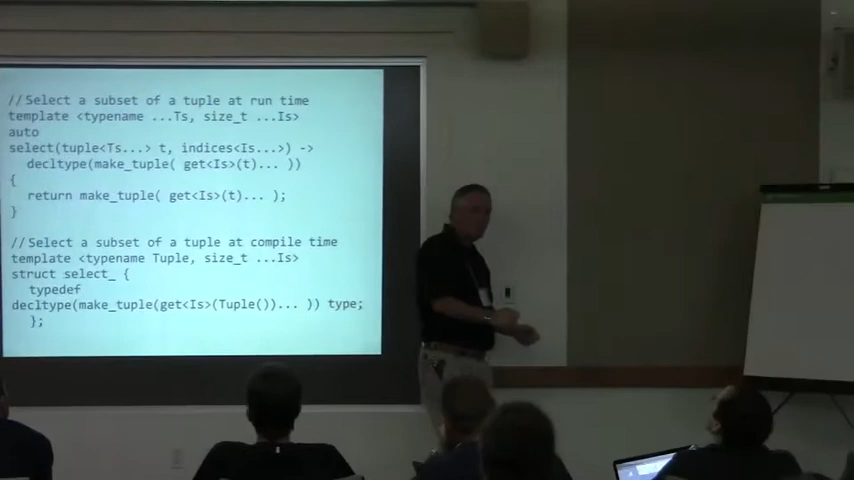 //Select a subset of a tuple at run time
template <typename ...Ts, size_t ...Is>
auto
select(tuple<Ts...> t, indices<Is...>) ->
decltype(make_tuple( get<Is>(t)... ))
{
return make_tuple( get<Is>(t)... );
}
//Select a subset of a tuple at compile time
template <typename Tuple, size_t ...Is>
struct select_ {
typedef
decltype(make_tuple(get<Is>(Tuple())... )) type;
};